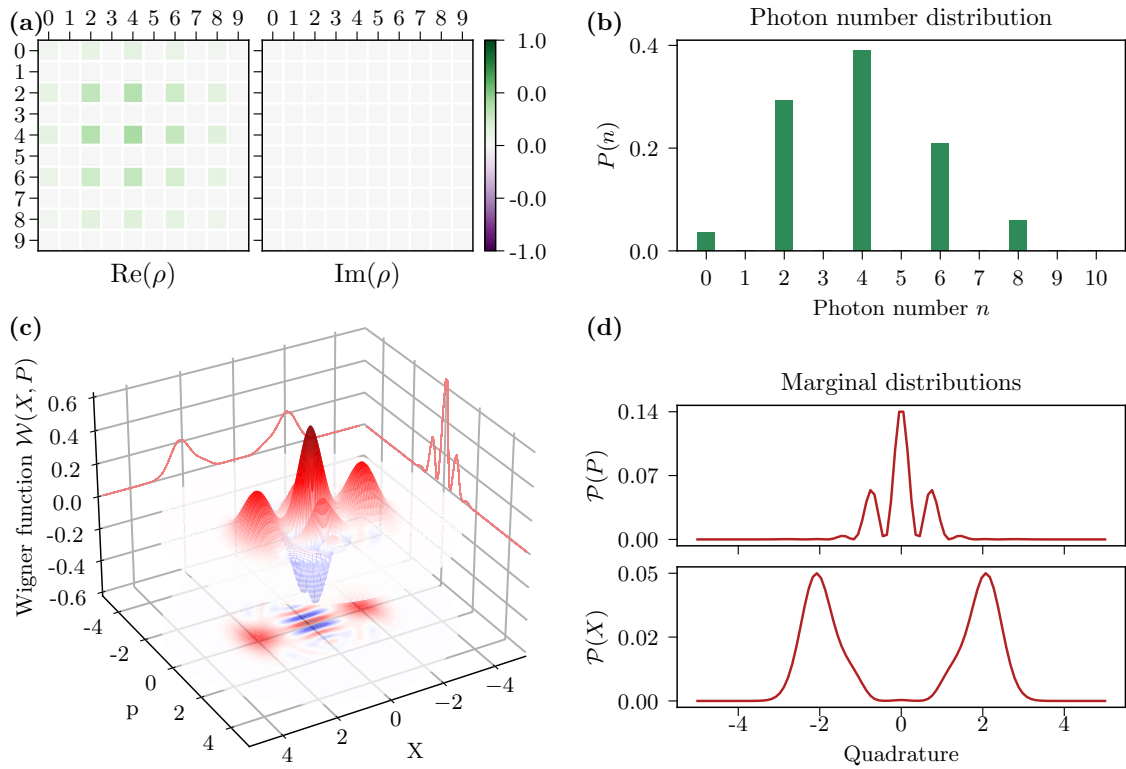 (a)
0 1 2 3 4 5 6 7 8 9
0 1 2 3 4 5 6 7 8 9
0
1
2
3
4
5
6
7
8
9
Re(ρ)
Im(ρ)
1.0
0.0
0.0
-0.0
-1.0
(b)
Photon number distribution
P(n)
0.4
0.2
0.0
0 1 2 3 4 5 6 7 8 9 10
Photon number n
(c)
Wigner function 𝒲(X, P)
0.6
0.4
0.2
0.0
-0.2
-0.4
-0.6
-4
-2
0
2
4
p
4
2
0
−2
−4
X
(d)
Marginal distributions
𝒫(P)
0.14
0.07
0.00
𝒫(X)
0.05
0.02
0.00
-4 -2 0 2 4
Quadrature